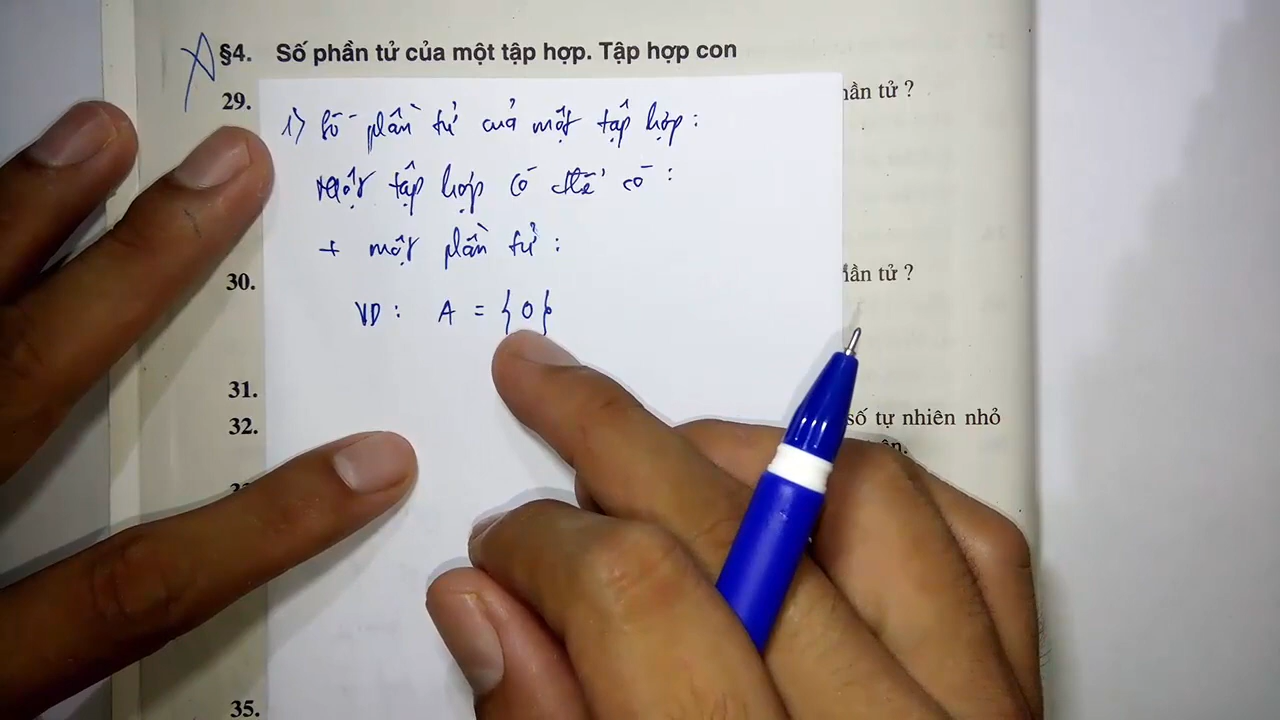 §4. Số phần tử của một tập hợp. Tập hợp con
29.
phần tử ?
1) Số phần tử của một tập hợp:
Một tập hợp có thể có:
+ một phần tử:
30.
phần tử ?
VD: A = {0}
31.
32.
số tự nhiên nhỏ
35.